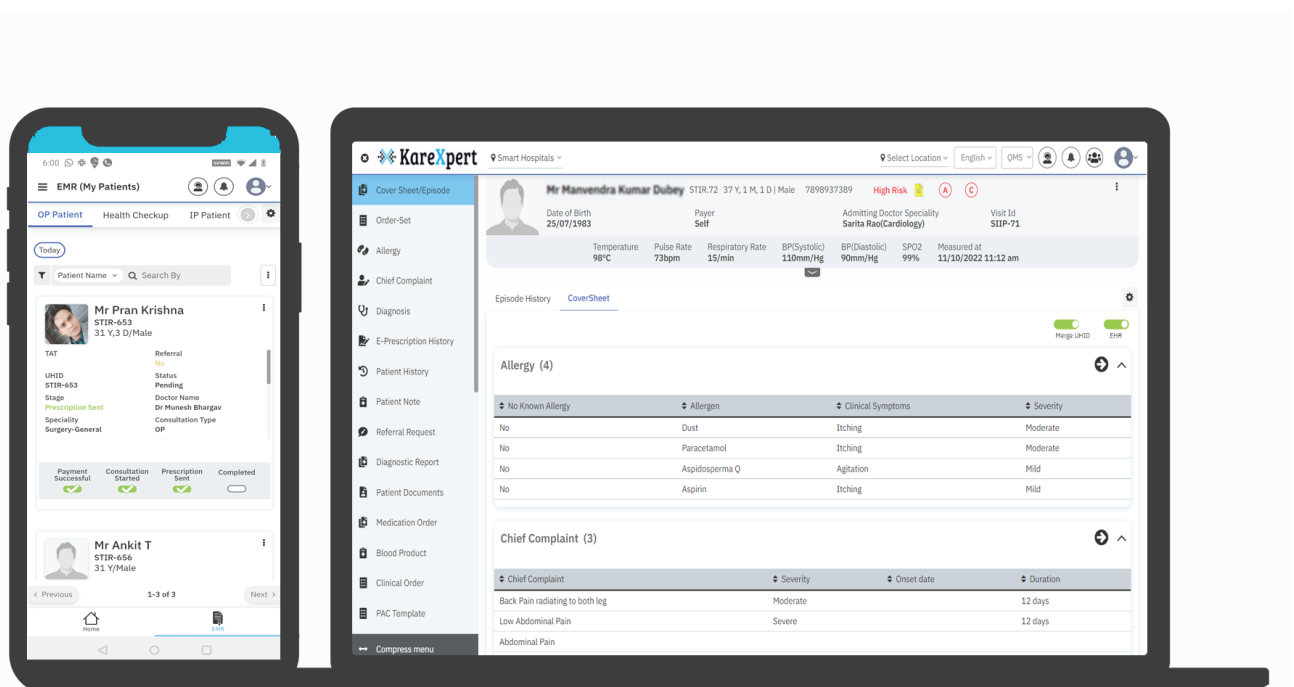 6:00
EMR (My Patients)
OP Patient Health Checkup IP Patient
Today
Patient Name Search By
Mr Pran Krishna
STIR-653
31 Y,3 D/Male
TAT Referral
No
UHID Status
STIR-653 Pending
Stage Doctor Name
Prescription Sent Dr Munesh Bhargav
Speciality Consultation Type
Surgery-General OP
Payment Successful Consultation Started Prescription Sent Completed
Mr Ankit T
STIR-656
31 Y/Male
< Previous 1-3 of 3 Next >
Home EMR
KareXpert Smart Hospitals Select Location English QMS
Cover Sheet/Episode
Order-Set
Allergy
Chief Complaint
Diagnosis
E-Prescription History
Patient History
Patient Note
Referral Request
Diagnostic Report
Patient Documents
Medication Order
Blood Product
Clinical Order
PAC Template
Compress menu
Mr Manvendra Kumar Dubey STIR.72 37 Y, 1 M, 1 D | Male 7898937389 High Risk A C
Date of Birth Payer Admitting Doctor Speciality Visit Id
25/07/1983 Self Sarita Rao(Cardiology) SIIP-71
Temperature Pulse Rate Respiratory Rate BP(Systolic) BP(Diastolic) SPO2 Measured at
98°C 73bpm 15/min 110mm/Hg 90mm/Hg 99% 11/10/2022 11:12 am
Episode History CoverSheet
Merge UHID EHR
Allergy (4)
No Known Allergy Allergen Clinical Symptoms Severity
No Dust Itching Moderate
No Paracetamol Itching Moderate
No Aspidosperma Q Agitation Mild
No Aspirin Itching Mild
Chief Complaint (3)
Chief Complaint Severity Onset date Duration
Back Pain radiating to both leg Moderate 12 days
Low Abdominal Pain Severe 12 days
Abdominal Pain